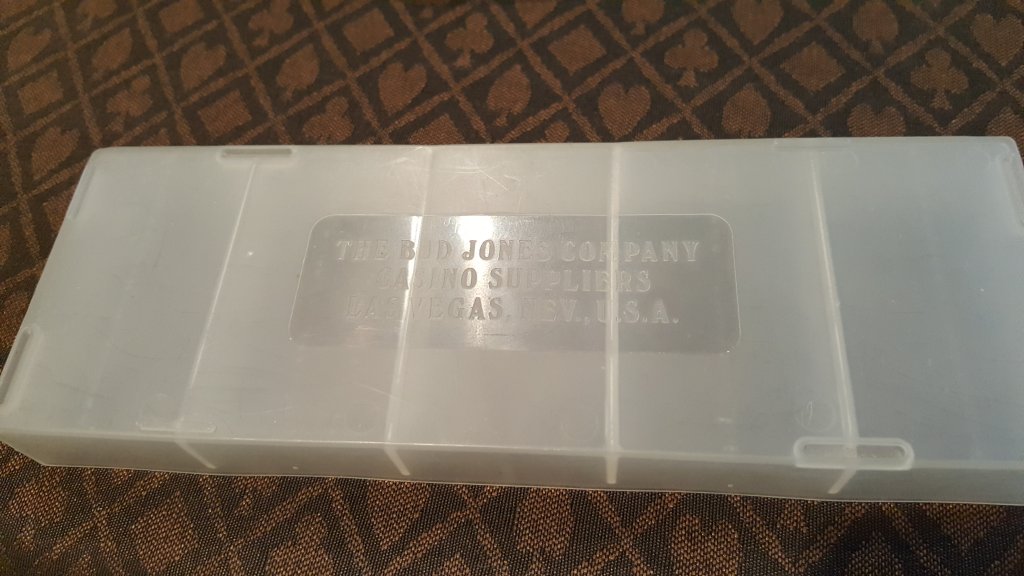 THE BUD JONES COMPANY
CASINO SUPPLIERS
LAS VEGAS, NEV., U.S.A.